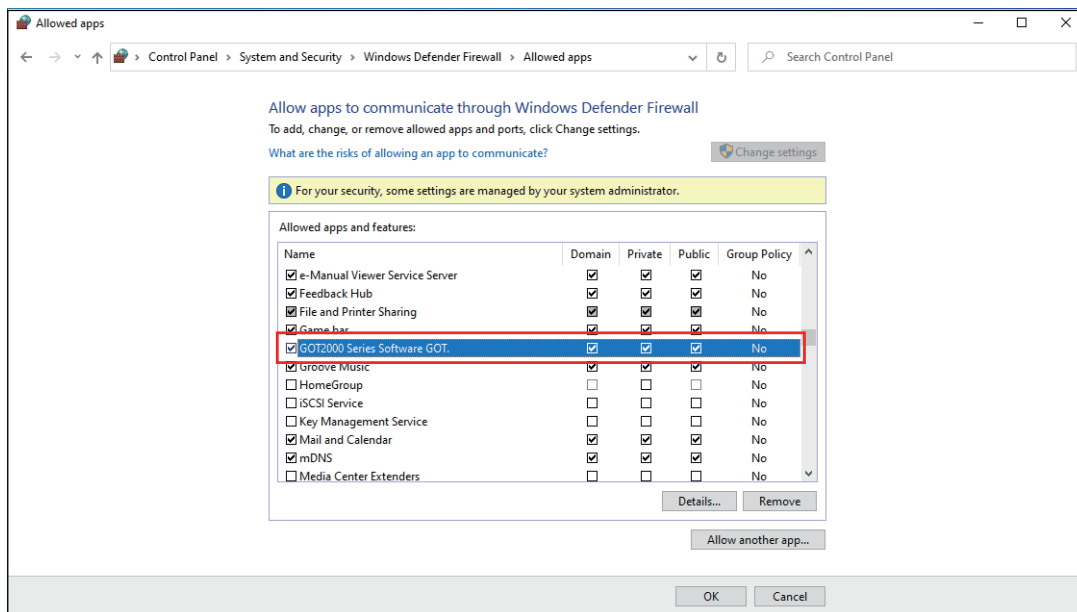 Allowed apps
Control Panel > System and Security > Windows Defender Firewall > Allowed apps
Search Control Panel
Allow apps to communicate through Windows Defender Firewall
To add, change, or remove allowed apps and ports, click Change settings.
What are the risks of allowing an app to communicate?
Change settings
For your security, some settings are managed by your system administrator.
Allowed apps and features:
Name Domain Private Public Group Policy
e-Manual Viewer Service Server No
Feedback Hub No
File and Printer Sharing No
Game bar No
GOT2000 Series Software GOT. No
Groove Music No
HomeGroup No
iSCSI Service No
Key Management Service No
Mail and Calendar No
mDNS No
Media Center Extenders No
Details... Remove
Allow another app...
OK Cancel